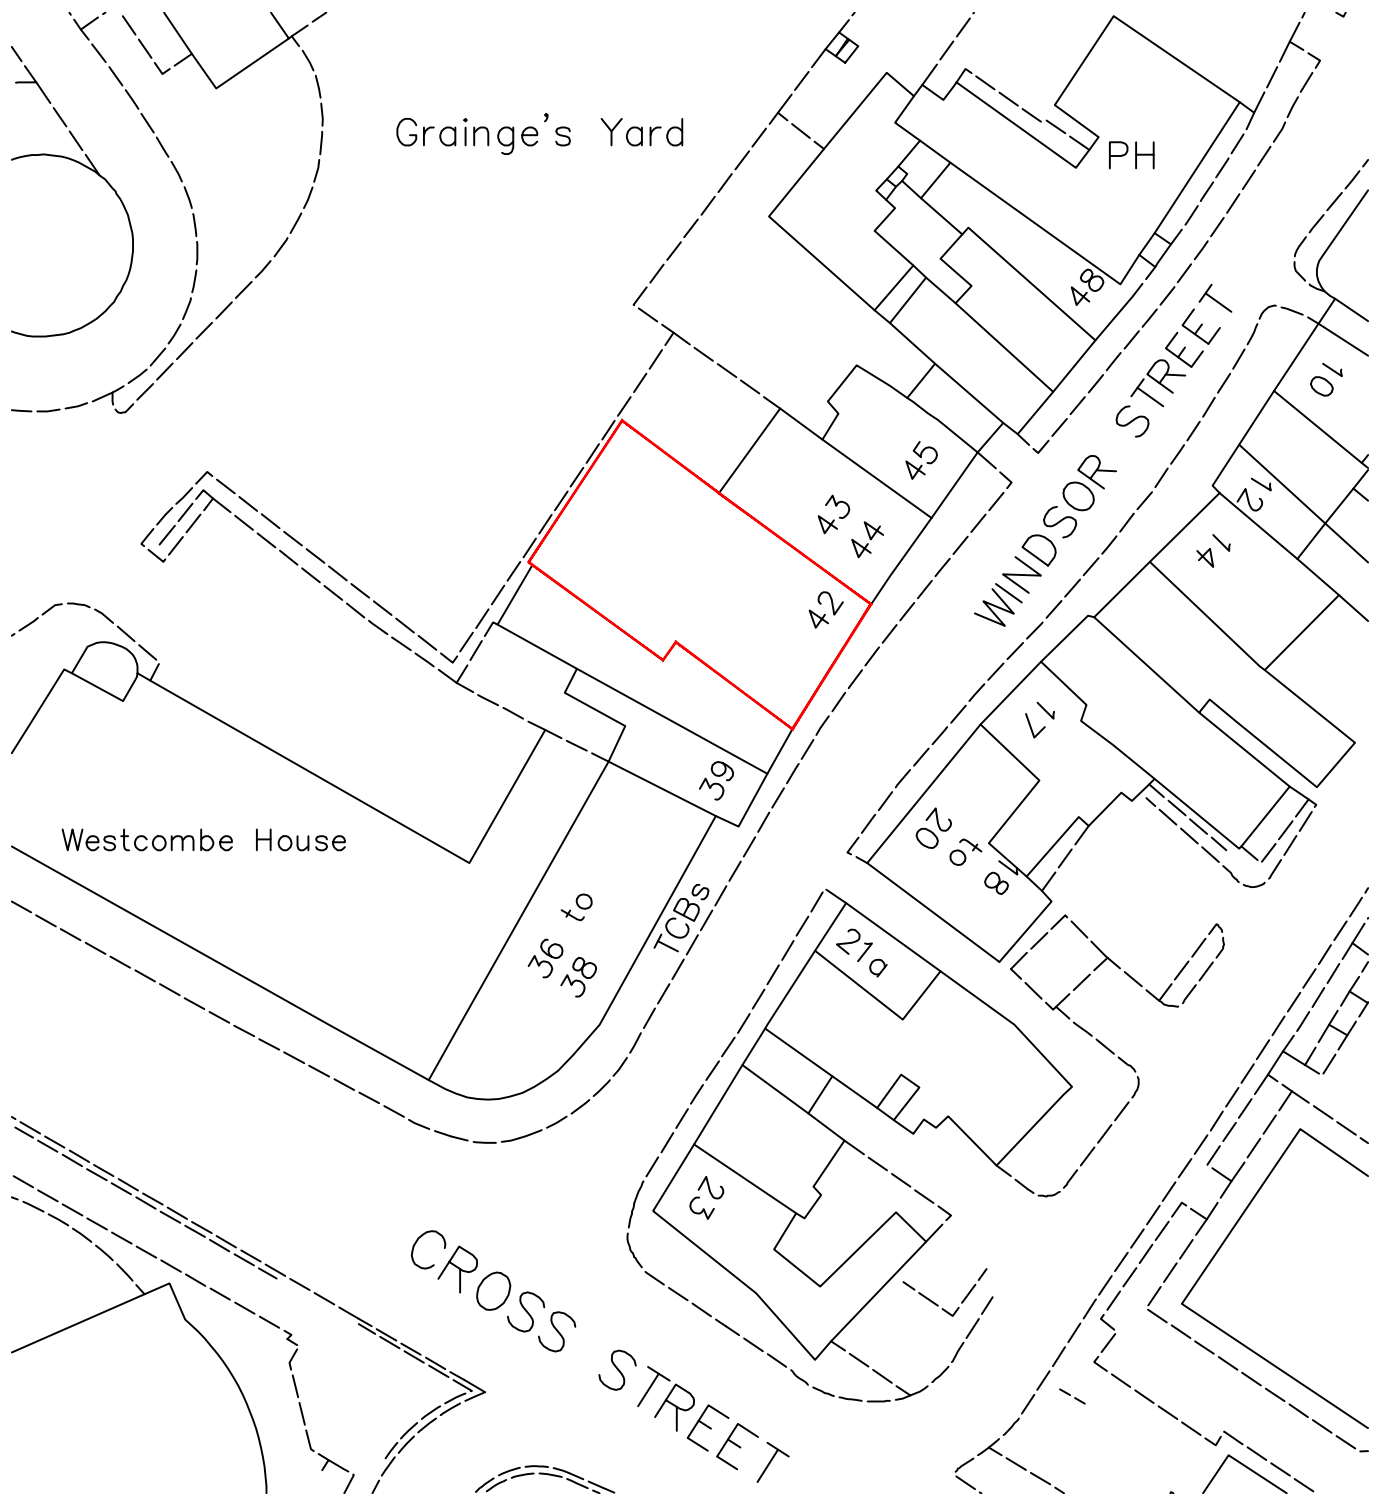 Grainge's Yard
PH
48
WINDSOR STREET
10
45
12
43
44
14
42
17
39
Westcombe House
18
to
20
TCBs
36 to
38
21a
23
CROSS STREET